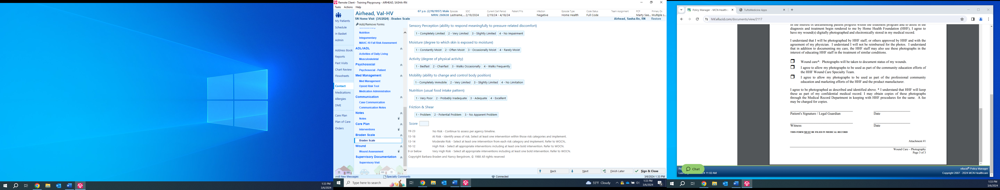 1:33 PM
3/6/2024
Remote Client - Training Playgroung - AIRHEAD, SASHA-RN
Tasks Actions Help
Airhead, Val-HV
67 y.o. (2/19/1957) Male
MRN: 260638
Episode
Lastname,...
SOC
2/19/2024
Current Cert Period
2/19/24 - 4/18/24
Patient FYIs
Infection
Negative
Episode Type
Home Health
Code Status
Full Code
Team Assignment
PCP
Marty See...
Primary Dx
Multiple s...
SN Home Visit (3/6/2024) - Braden Scale
Airhead, Sasha-Rn, RN Restore
My Patients
Schedule
In Basket
Admin
Address Book
Reports
Past Visits
Chart Review
Flowsheets
Contact
Medications
Allergies
DME
Care Plan
Plan of Care
Orders
Add/Remove Forms
Nutrition
Integumentary
MAHC-10 Fall Risk Assessment
ADL/IADL
Activities of Daily Living
Musculoskeletal
Psychosocial
Psychosocial - Patient
Med Management
Med Management
Opioid Risk Tool
Medication Administration
Communication
Case Communication
Communication Notes
Notes
Notes
Care Plan
Interventions
Braden Scale
Braden Scale
Wound
Wound Assessment
Supervisory Documentation
Supervisory Visit
Sensory Perception (ability to respond meaningfully to pressure-related discomfort)
1 - Completely Limited 2 - Very Limited 3 - Slightly Limited 4 - No Impairment
Moisture (degree to which skin is exposed to moisture)
1 - Constantly Moist 2 - Often Moist 3 - Occasionally Moist 4 - Rarely Moist
Activity (degree of physical activity)
1 - Bedfast 2 - Chairfast 3 - Walks Occasionally 4 - Walks Frequently
Mobility (ability to change and control body position)
1 - Completely Immobile 2 - Very Limited 3 - Slightly Limited 4 - No Limitation
Nutrition (usual food intake pattern)
1 - Very Poor 2 - Probably Inadequate 3 - Adequate 4 - Excellent
Friction & Shear
1 - Problem 2 - Potential Problem 3 - No Apparent Problem
Score
19-23 No Risk - Continue to assess per agency timeline.
15-18 At Risk - Identify areas of risk. Select at least one intervention within those risk categories and implement.
13-14 Moderate Risk - Select at least one intervention from each risk category and implement. Refer to WOCN..
10-12 High Risk - Select all appropriate interventions including at least one bold intervention. Refer to WOCN.
9 or below Very High Risk - Select all appropriate interventions including at least one bold intervention. Refer to WOCN.
Copyright Barbara Braden and Nancy Bergstrom, © 1988 All rights reserved
Back Next Finish Later Sign & Close
0 New Messages Specialty Comments Connected 3/6/2024 1:33 PM
Type here to search
55°F Cloudy
1:33 PM
3/6/2024
9
Policy Manager - MCN Healthc
TuftsMedicine Apps
hhf.ellucid.com/documents/view/2117
In the interest of documenting patient progress within the treatment program and to assist in the
diagnosis and treatment begin rendered to me by Home Health Foundation (HHF), I agree to
have my wound(s) digitally photographed and electronically stored in my medical record.
I understand that I will be photographed by HHF staff, or others approved by HHF and with the
agreement of my physician. I understand I will not be reimbursed for the photos. I understand
that in addition to documenting my care, the HHF staff may also use these photographs in the
interest of educating HHF staff in the treatment of similar conditions.
Wound care*: Photographs will be taken to document status of my wounds.
I agree to allow my photographs to be used as part of the community education efforts of
the HHF Wound Care Specialty Team.
I agree to allow my photographs to be used as part of the professional community
education and marketing efforts of the HHF and the product manufacturer.
I agree to be photographed as described and identified above. * I understand that HHF will keep
these as part of my confidential medical record. I may obtain copies of these photographs
through the Medical Record Department in keeping with HHF procedures for the same. A fee
may be charged for copies.
Patient's Signature / Legal Guardian Date
Witness Date
THIS FORM MUST BE FILED IN MEDICAL RECORD
Attachment #1
Wound Care – Photography
Page 3 of 3
Chat
24 11:02 AM
ellucid® Policy Manager
Copyright 2007 - 2024 MCN Healthcare
1:33 PM
3/6/2024